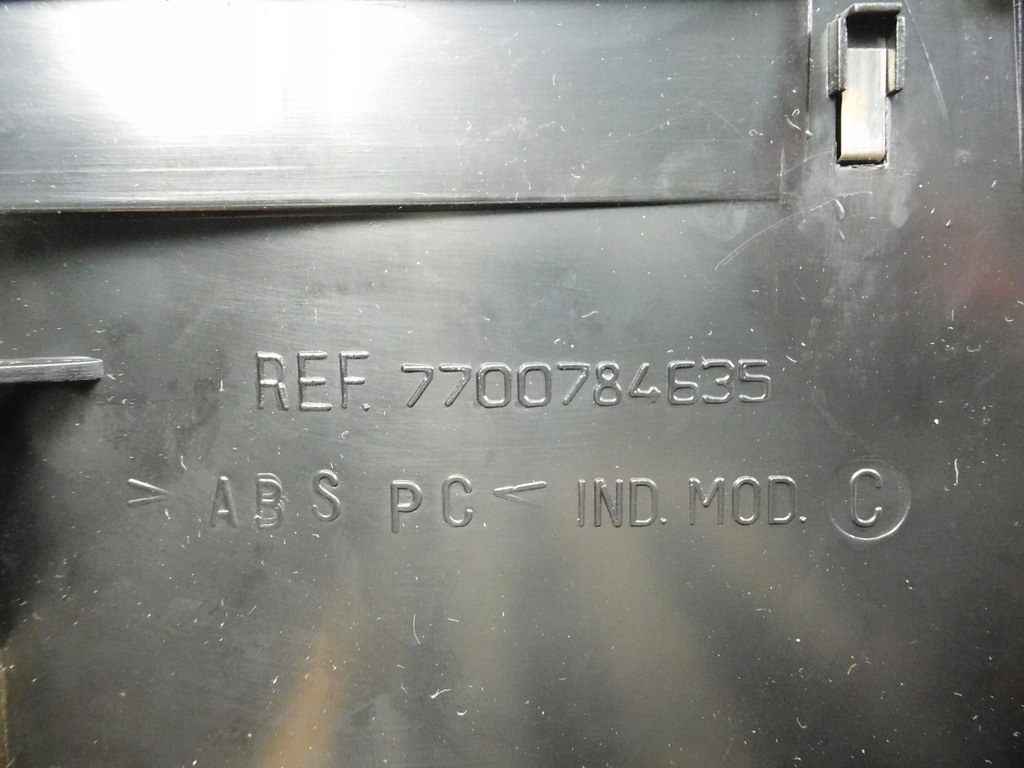 REF. 7700784635
> ABS PC < IND. MOD. C